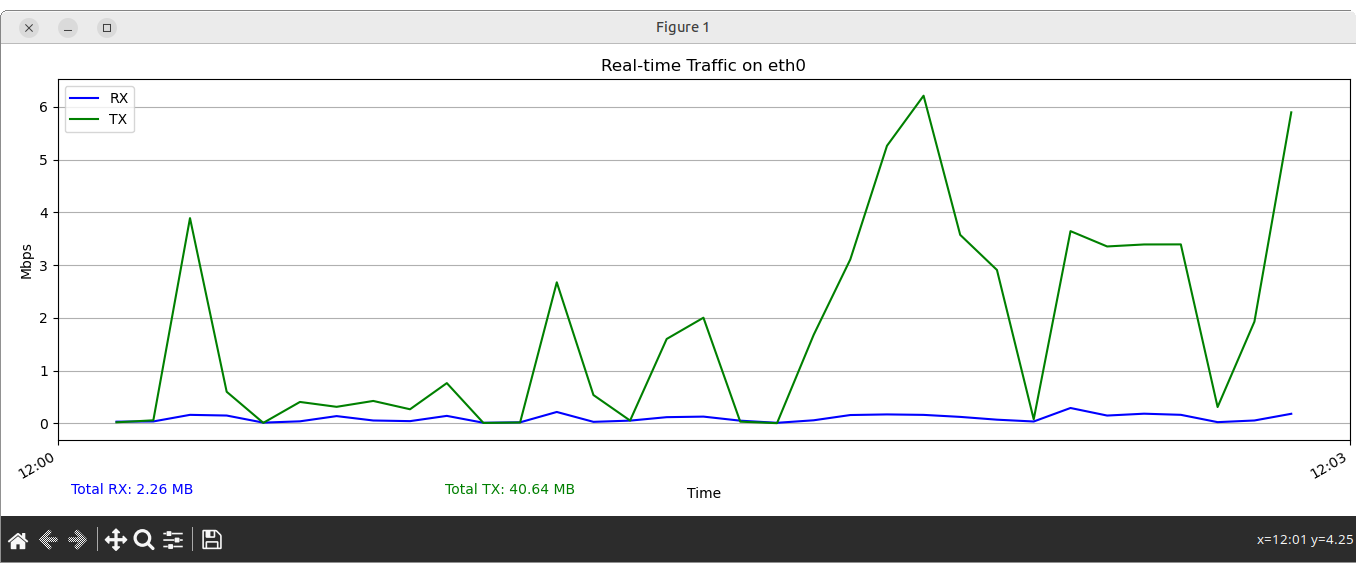 Figure 1
Real-time Traffic on eth0
RX
TX
6
5
4
3
2
1
0
Mbps
12:00
12:03
Total RX: 2.26 MB
Total TX: 40.64 MB
Time
x=12:01 y=4.25